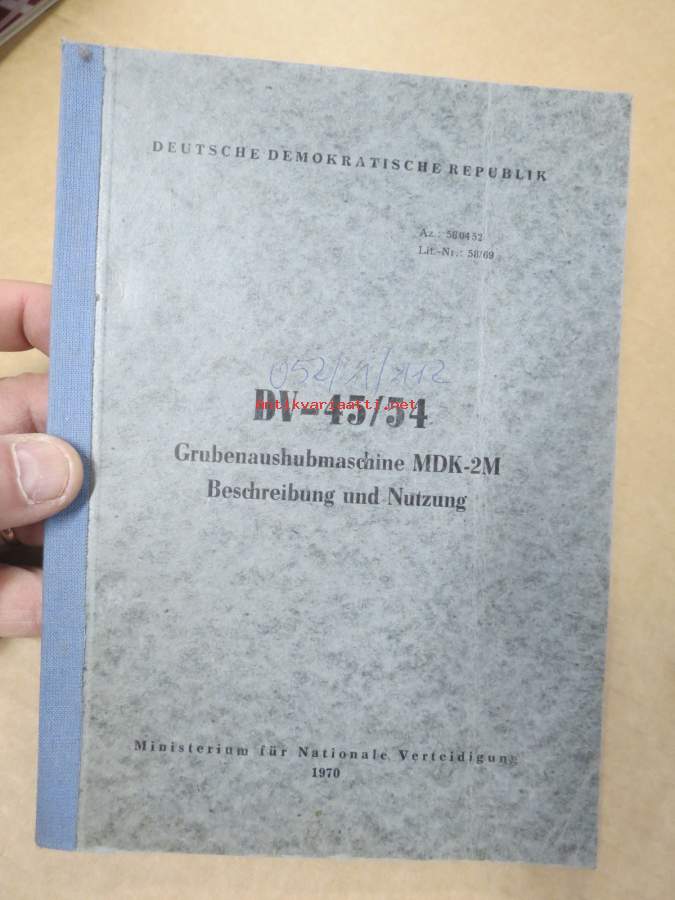 DEUTSCHE DEMOKRATISCHE REPUBLIK
Az.: 580452
Lit.-Nr.: 58/69
052/1/112
DV-45/54
antikvariaatti.net
Grubenaushubmaschine MDK-2M
Beschreibung und Nutzung
Ministerium für Nationale Verteidigung
1970